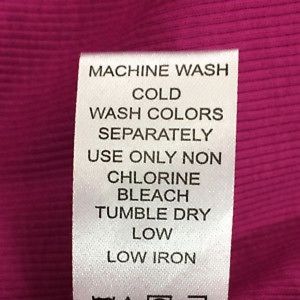 MACHINE WASH
COLD
WASH COLORS
SEPARATELY
USE ONLY NON
CHLORINE
BLEACH
TUMBLE DRY
LOW
LOW IRON